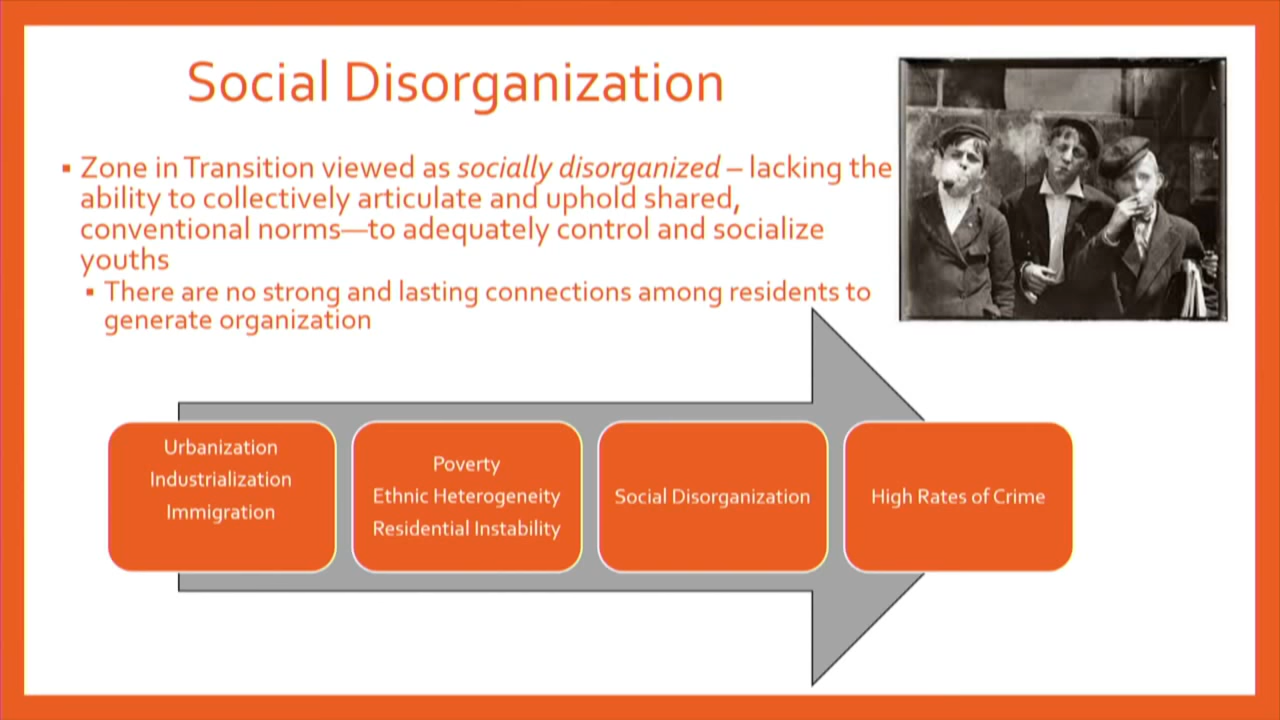 Social Disorganization
▪ Zone in Transition viewed as socially disorganized – lacking the
ability to collectively articulate and uphold shared,
conventional norms—to adequately control and socialize
youths
▪ There are no strong and lasting connections among residents to
generate organization
Urbanization
Industrialization
Immigration
Poverty
Ethnic Heterogeneity
Residential Instability
Social Disorganization
High Rates of Crime